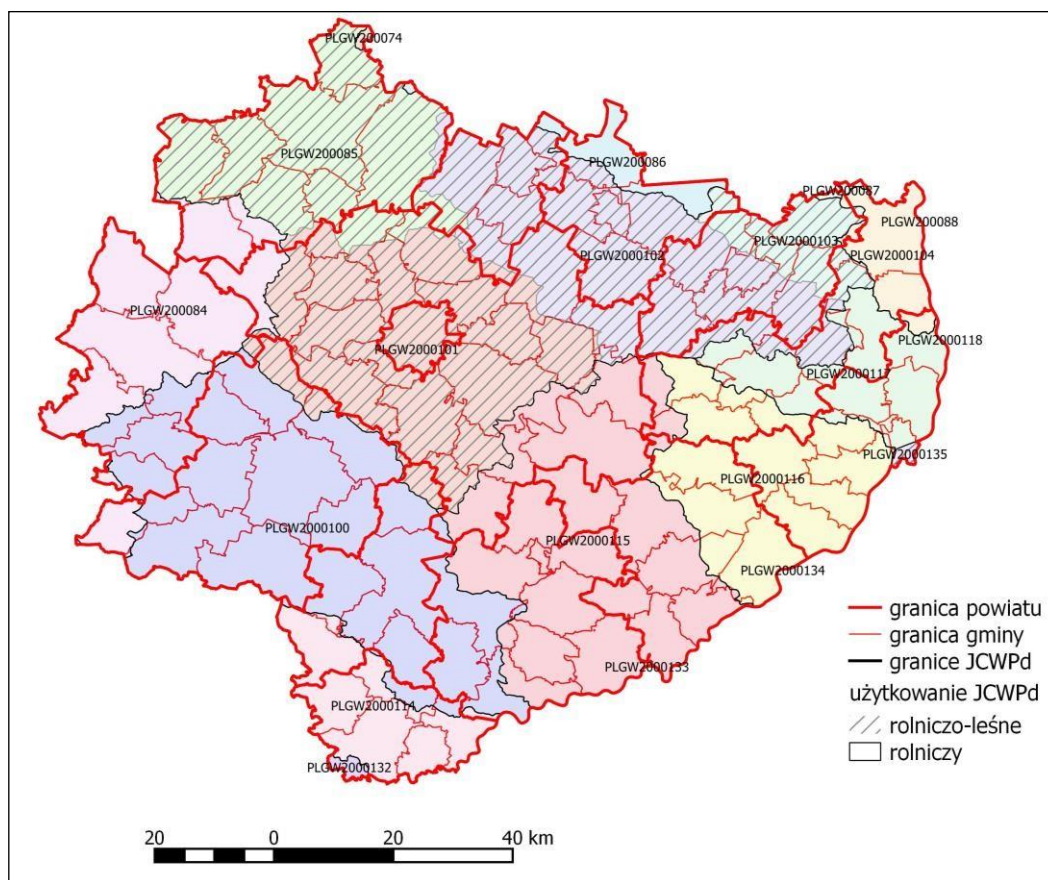 PLGW200074
PLGW200085
PLGW200086
PLGW200087
PLGW200088
PLGW2000103
PLGW2000104
PLGW2000102
PLGW200084
PLGW2000118
PLGW2000101
PLGW2000117
PLGW2000135
PLGW2000116
PLGW2000100
PLGW2000115
PLGW2000134
PLGW2000133
PLGW2000114
PLGW2000132
granica powiatu
granica gminy
granice JCWPd
użytkowanie JCWPd
rolniczo-leśne
rolniczy
20 0 20 40 km